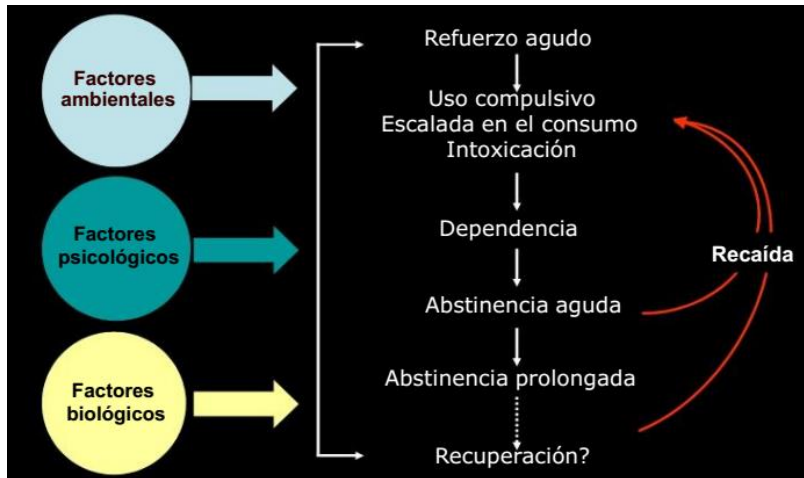 Factores
ambientales
Factores
psicológicos
Factores
biológicos
Refuerzo agudo
Uso compulsivo
Escalada en el consumo
Intoxicación
Dependencia
Abstinencia aguda
Abstinencia prolongada
Recuperación?
Recaída